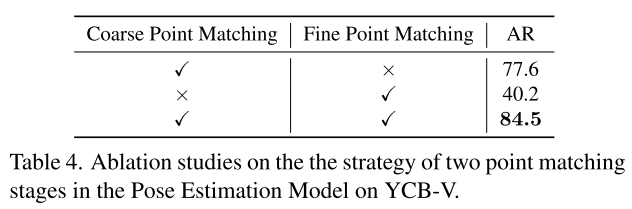 Coarse Point Matching Fine Point Matching AR
✓ × 77.6
× ✓ 40.2
✓ ✓ 84.5
Table 4. Ablation studies on the the strategy of two point matching
stages in the Pose Estimation Model on YCB-V.